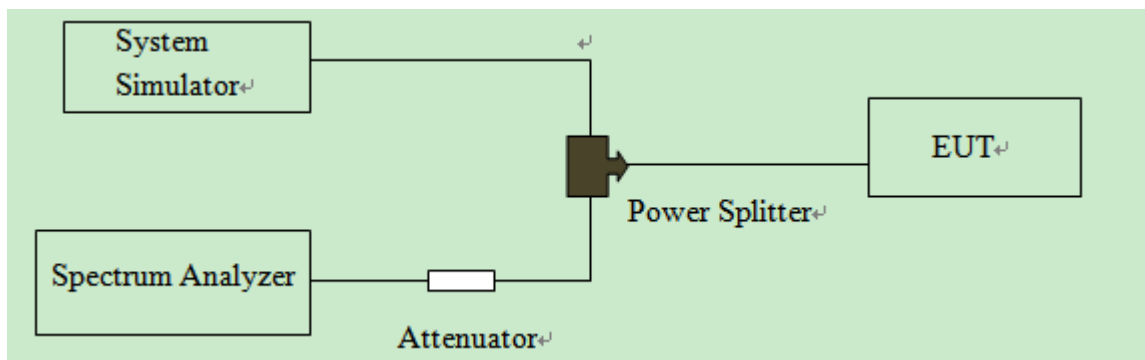 System
Simulator↵
↵
EUT↵
Power Splitter↵
Spectrum Analyzer
Attenuator↵